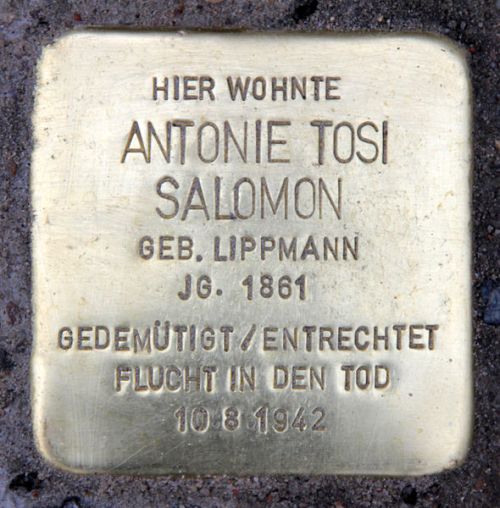 HIER WOHNTE
ANTONIE TOSI
SALOMON
GEB. LIPPMANN
JG. 1861
GEDEMÜTIGT/ENTRECHTET
FLUCHT IN DEN TOD
10.8.1942